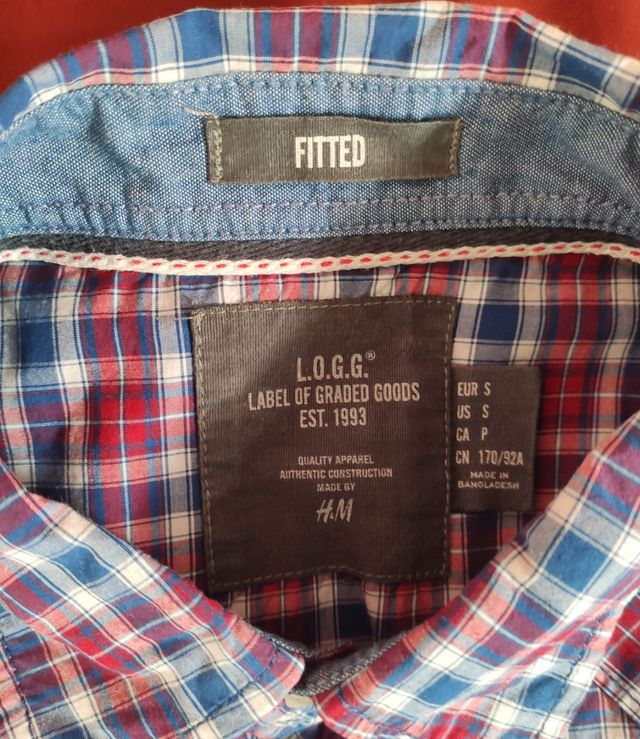 FITTED
L.O.G.G.®
LABEL OF GRADED GOODS
EST. 1993
QUALITY APPAREL
AUTHENTIC CONSTRUCTION
MADE BY
H&M
EUR S
US S
CA P
CN 170/92A
MADE IN
BANGLADESH